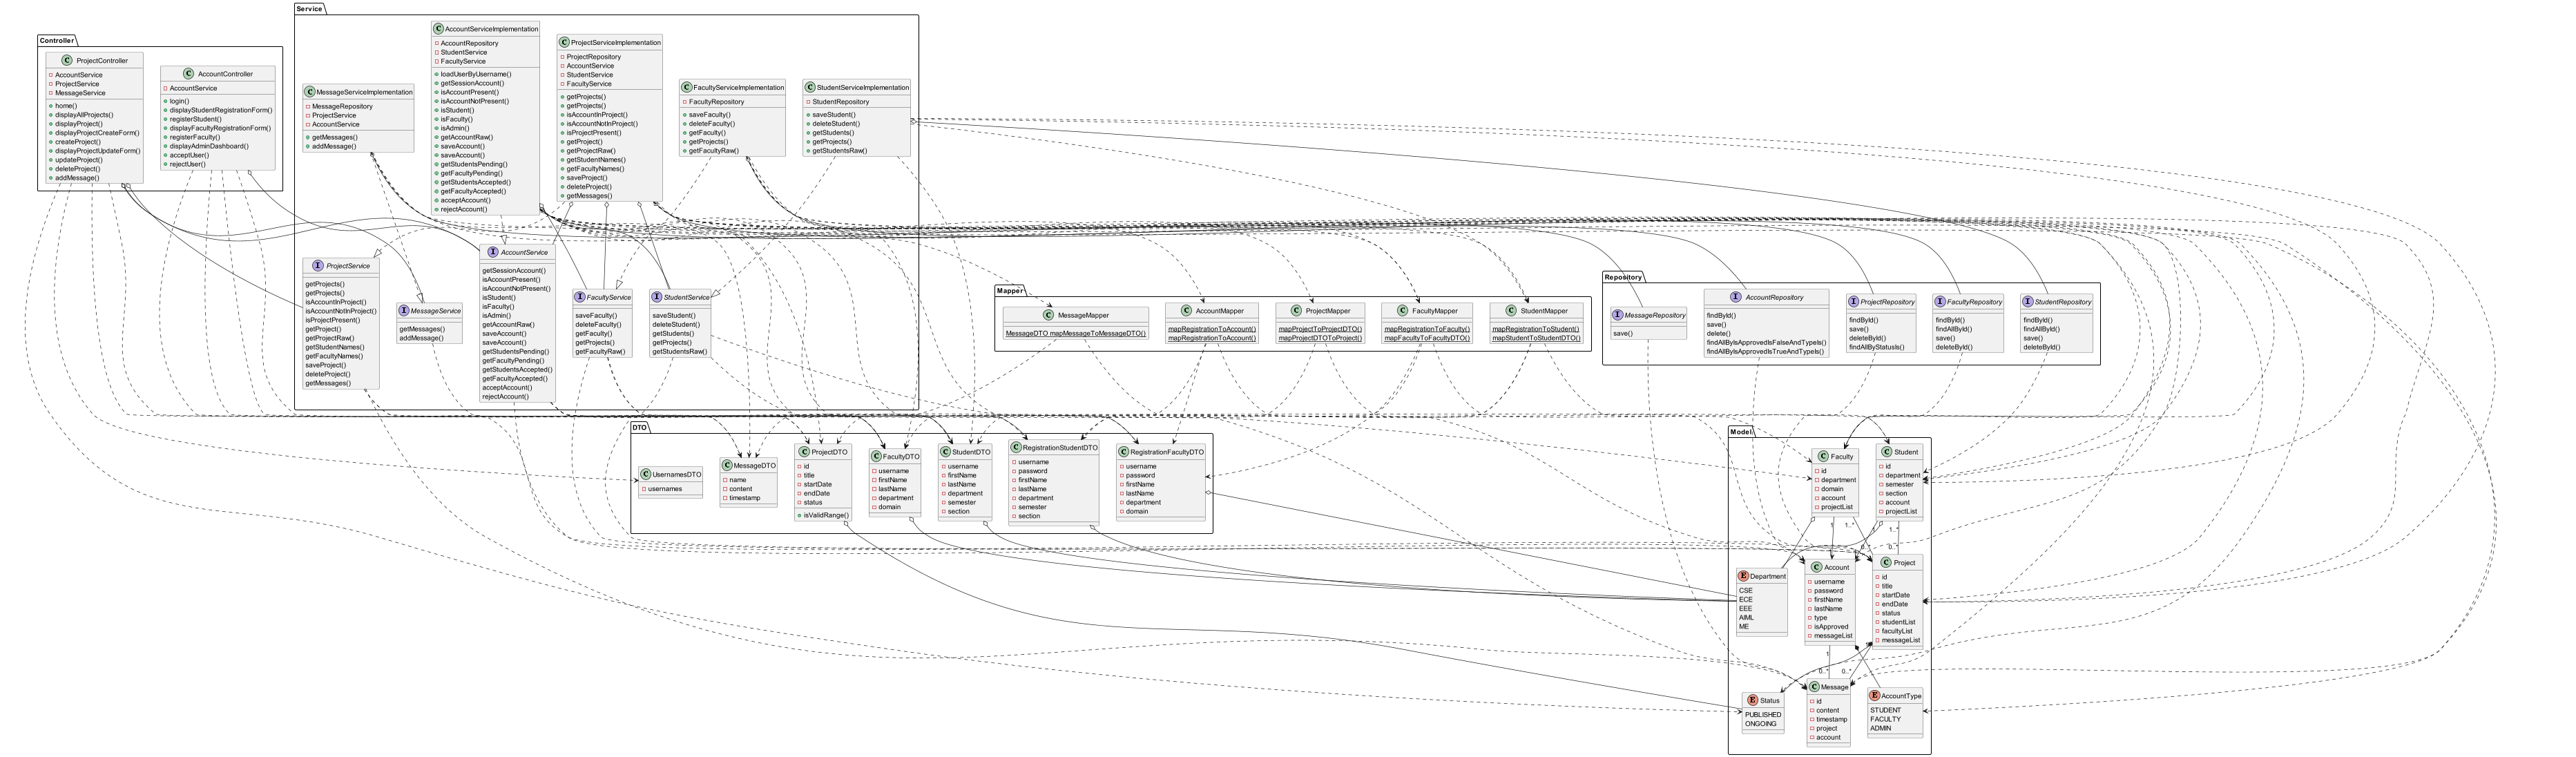 Service
Controller
C AccountServiceImplementation
AccountRepository
StudentService
FacultyService
loadUserByUsername()
getSessionAccount()
isAccountPresent()
isAccountNotPresent()
isStudent()
isFaculty()
isAdmin()
getAccountRaw()
saveAccount()
saveAccount()
getStudentsPending()
getFacultyPending()
getStudentsAccepted()
getFacultyAccepted()
acceptAccount()
rejectAccount()
C ProjectServiceImplementation
ProjectRepository
AccountService
StudentService
FacultyService
getProjects()
getProjects()
isAccountInProject()
isAccountNotInProject()
isProjectPresent()
getProject()
getProjectRaw()
getStudentNames()
getFacultyNames()
saveProject()
deleteProject()
getMessages()
C ProjectController
AccountService
ProjectService
MessageService
home()
displayAllProjects()
displayProject()
displayProjectCreateForm()
createProject()
displayProjectUpdateForm()
updateProject()
deleteProject()
addMessage()
C AccountController
AccountService
login()
displayStudentRegistrationForm()
registerStudent()
displayFacultyRegistrationForm()
registerFaculty()
displayAdminDashboard()
acceptUser()
rejectUser()
C MessageServiceImplementation
MessageRepository
ProjectService
AccountService
getMessages()
addMessage()
C FacultyServiceImplementation
FacultyRepository
saveFaculty()
deleteFaculty()
getFaculty()
getProjects()
getFacultyRaw()
C StudentServiceImplementation
StudentRepository
saveStudent()
deleteStudent()
getStudents()
getProjects()
getStudentsRaw()
I ProjectService
getProjects()
getProjects()
isAccountInProject()
isAccountNotInProject()
isProjectPresent()
getProject()
getProjectRaw()
getStudentNames()
getFacultyNames()
saveProject()
deleteProject()
getMessages()
I MessageService
getMessages()
addMessage()
I AccountService
getSessionAccount()
isAccountPresent()
isAccountNotPresent()
isStudent()
isFaculty()
isAdmin()
getAccountRaw()
saveAccount()
saveAccount()
getStudentsPending()
getFacultyPending()
getStudentsAccepted()
getFacultyAccepted()
acceptAccount()
rejectAccount()
I FacultyService
saveFaculty()
deleteFaculty()
getFaculty()
getProjects()
getFacultyRaw()
I StudentService
saveStudent()
deleteStudent()
getStudents()
getProjects()
getStudentsRaw()
Mapper
C MessageMapper
MessageDTO mapMessageToMessageDTO()
C AccountMapper
mapRegistrationToAccount()
mapRegistrationToAccount()
C ProjectMapper
mapProjectToProjectDTO()
mapProjectDTOToProject()
C FacultyMapper
mapRegistrationToFaculty()
mapFacultyToFacultyDTO()
C StudentMapper
mapRegistrationToStudent()
mapStudentToStudentDTO()
Repository
I MessageRepository
save()
I AccountRepository
findById()
save()
delete()
findAllByIsApprovedIsFalseAndTypeIs()
findAllByIsApprovedIsTrueAndTypeIs()
I ProjectRepository
findById()
save()
deleteById()
findAllByStatusIs()
I FacultyRepository
findById()
findAllById()
save()
deleteById()
I StudentRepository
findById()
findAllById()
save()
deleteById()
DTO
C UsernamesDTO
usernames
C MessageDTO
name
content
timestamp
C ProjectDTO
id
title
startDate
endDate
status
isValidRange()
C FacultyDTO
username
firstName
lastName
department
domain
C StudentDTO
username
firstName
lastName
department
semester
section
C RegistrationStudentDTO
username
password
firstName
lastName
department
semester
section
C RegistrationFacultyDTO
username
password
firstName
lastName
department
domain
Model
C Faculty
id
department
domain
account
projectList
C Student
id
department
semester
section
account
projectList
1
1..*
1..*
0..*
E Department
CSE
ECE
EEE
AIML
ME
C Account
username
password
firstName
lastName
type
isApproved
messageList
C Project
id
title
startDate
endDate
status
studentList
facultyList
messageList
1
0..*
0..*
E Status
PUBLISHED
ONGOING
C Message
id
content
timestamp
project
account
E AccountType
STUDENT
FACULTY
ADMIN